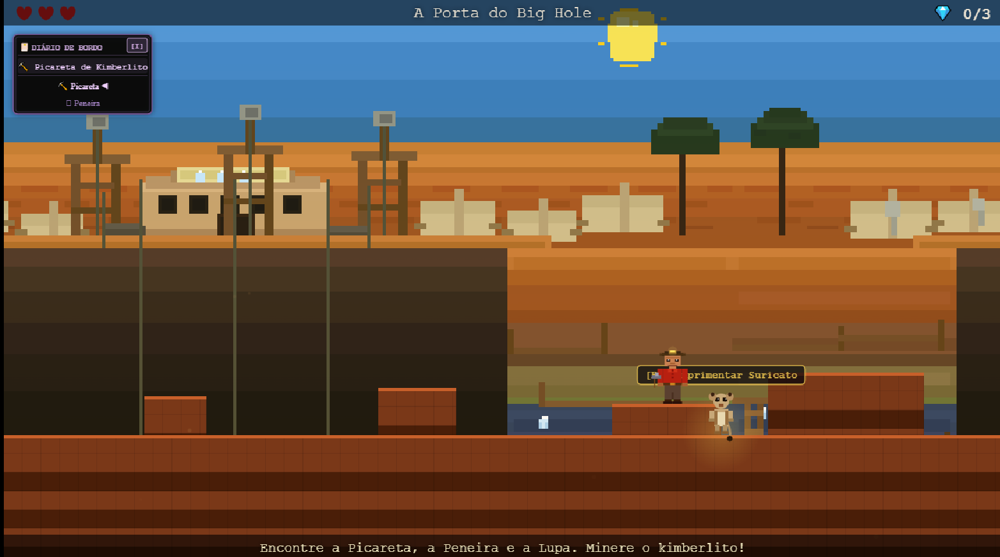 A Porta do Big Hole
0/3
DIÁRIO DE BORDO
[I]
Picareta de Kimberlito
Picareta
Peneira
Suricato
Encontre a Picareta, a Peneira e a Lupa. Minere o kimberlito!